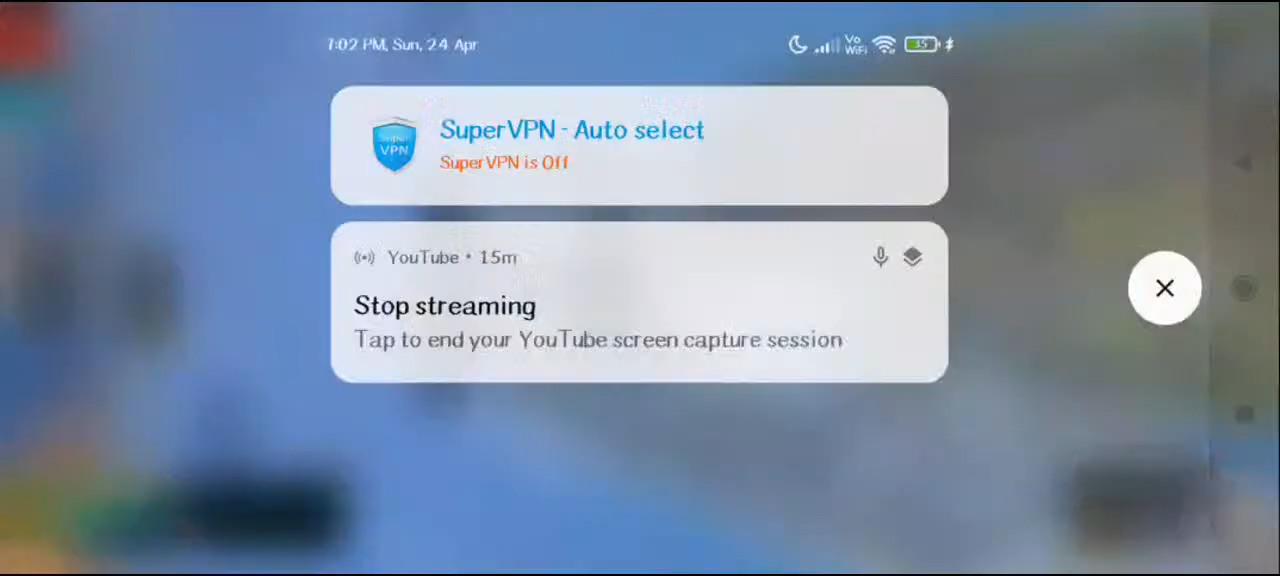 7:02 PM, Sun, 24 Apr
Vo
WiFi
35
SuperVPN - Auto select
SuperVPN is Off
Super
VPN
YouTube • 15m
Stop streaming
Tap to end your YouTube screen capture session